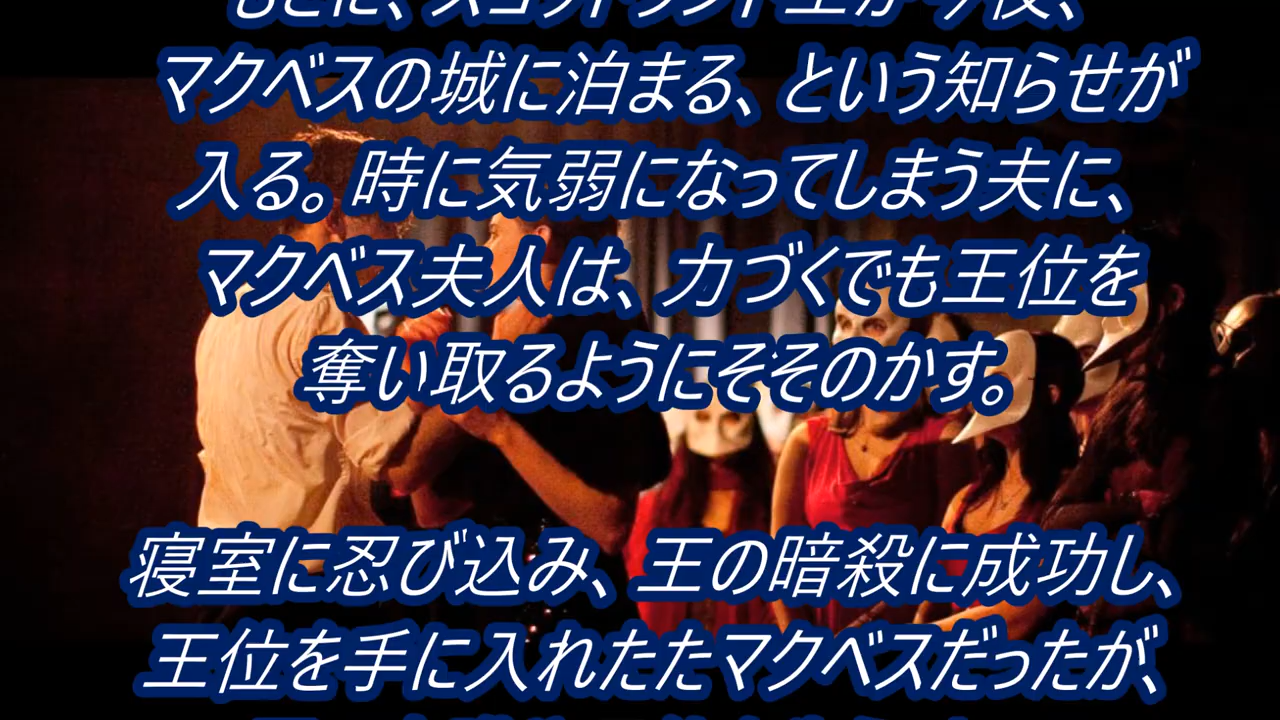 マクベスの城に泊まる、という知らせが
入る。時に気弱になってしまう夫に、
マクベス夫人は、力づくでも王位を
奪い取るようにそそのかす。
寝室に忍び込み、王の暗殺に成功し、
王位を手に入れたたマクベスだったが、